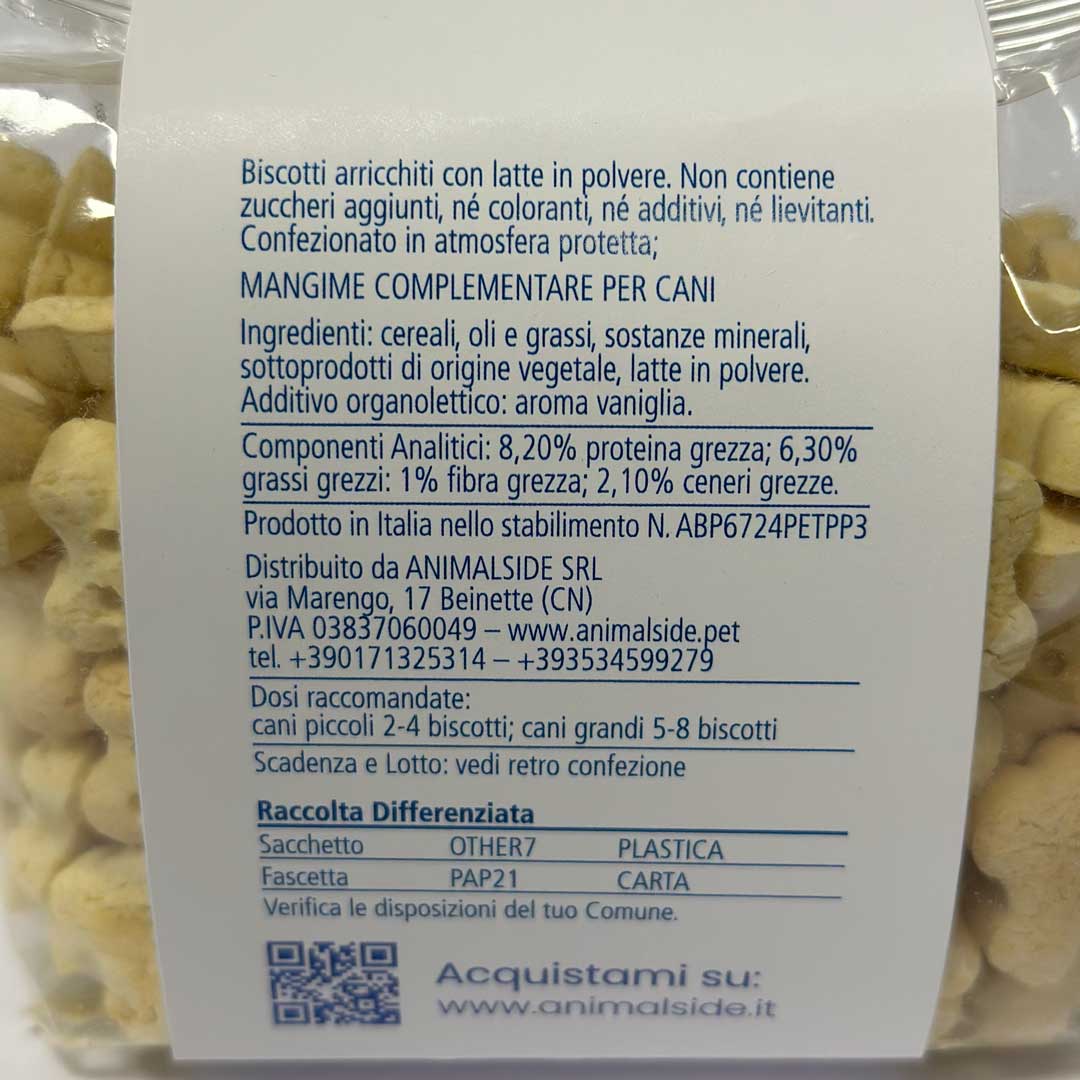 Biscotti arricchiti con latte in polvere. Non contiene
zuccheri aggiunti, né coloranti, né additivi, né lievitanti.
Confezionato in atmosfera protetta;
MANGIME COMPLEMENTARE PER CANI
Ingredienti: cereali, oli e grassi, sostanze minerali,
sottoprodotti di origine vegetale, latte in polvere.
Additivo organolettico: aroma vaniglia.
Componenti Analitici: 8,20% proteina grezza; 6,30%
grassi grezzi: 1% fibra grezza; 2,10% ceneri grezze.
Prodotto in Italia nello stabilimento N. ABP6724PETPP3
Distribuito da ANIMALSIDE SRL
via Marengo, 17 Beinette (CN)
P.IVA 03837060049 – www.animalside.pet
tel. +390171325314 – +393534599279
Dosi raccomandate:
cani piccoli 2-4 biscotti; cani grandi 5-8 biscotti
Scadenza e Lotto: vedi retro confezione
Raccolta Differenziata
Sacchetto OTHER7 PLASTICA
Fascetta PAP21 CARTA
Verifica le disposizioni del tuo Comune.
Acquistami su:
www.animalside.it